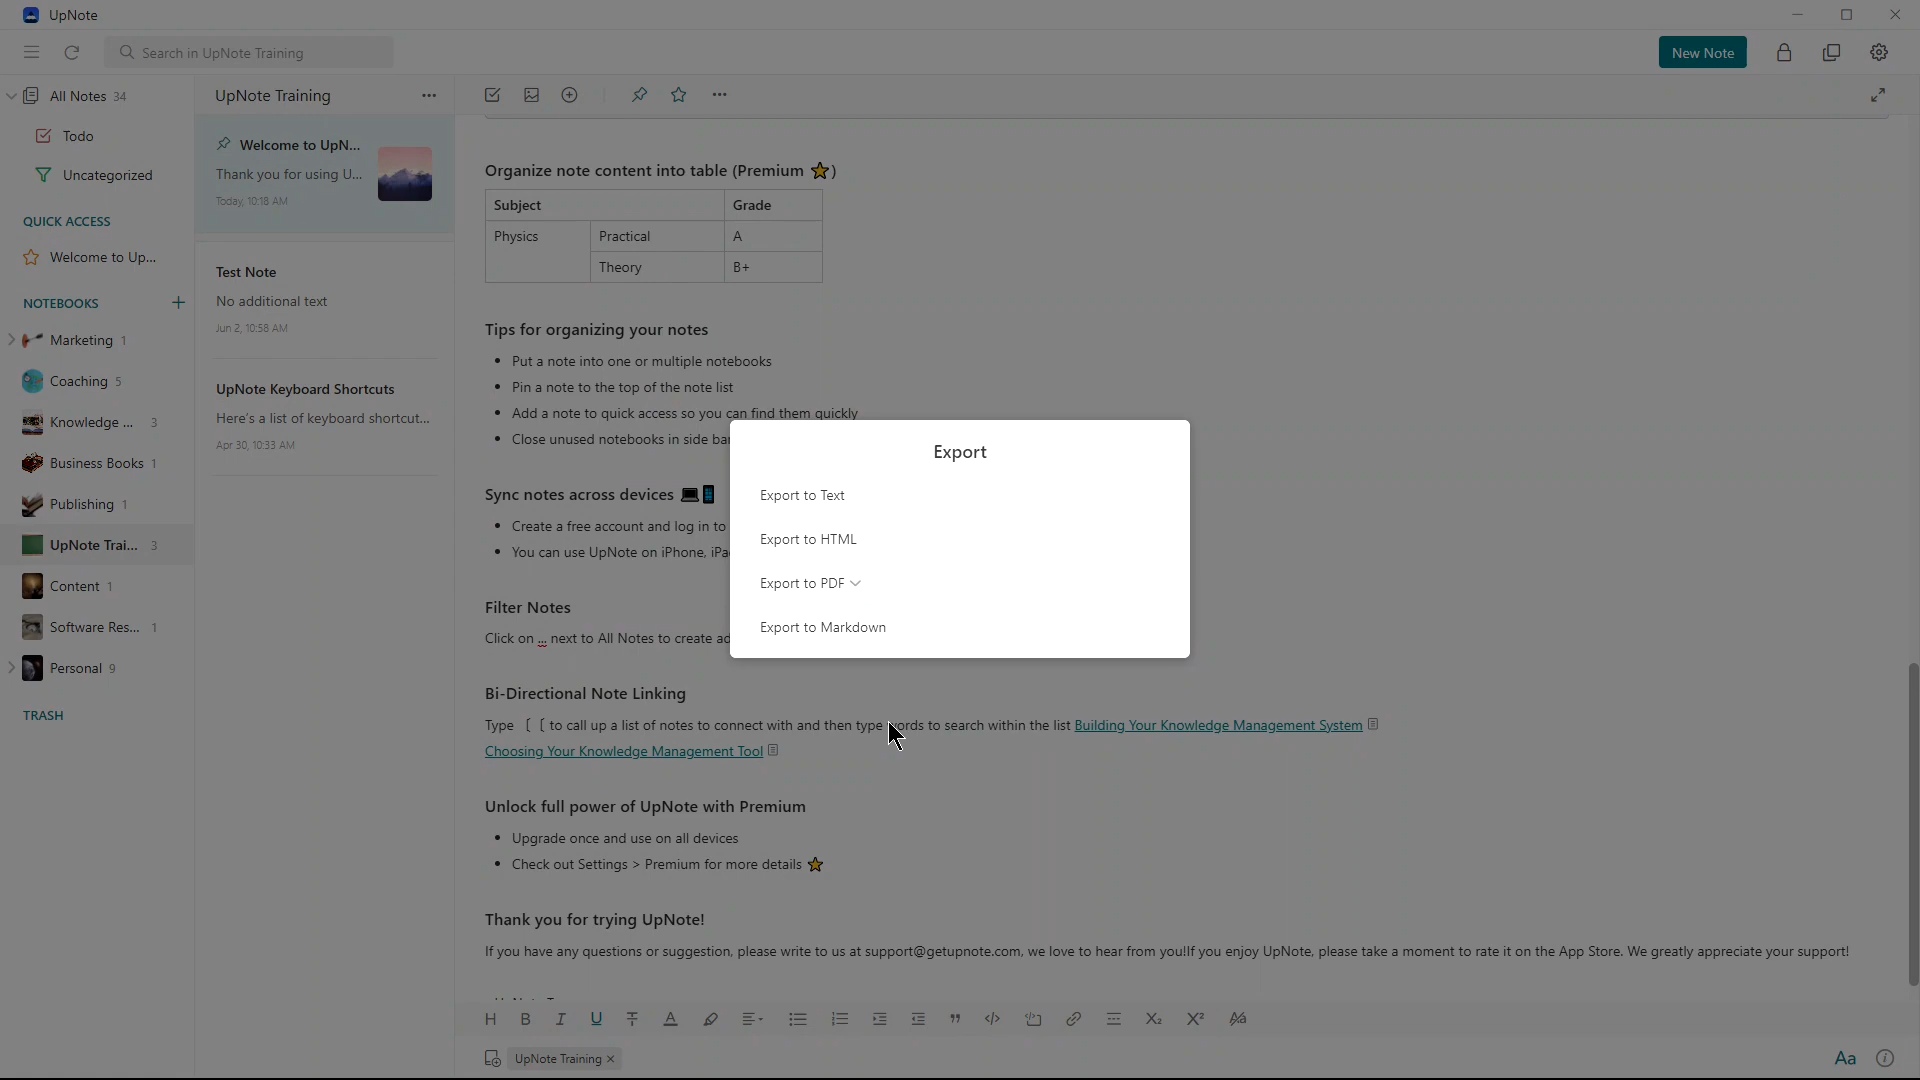 UpNote
Search in UpNote Training
New Note
All Notes 34
Todo
Uncategorized
QUICK ACCESS
Welcome to Up...
NOTEBOOKS
Marketing 1
Coaching 5
Knowledge ... 3
Business Books 1
Publishing 1
UpNote Trai... 3
Content 1
Software Res... 1
Personal 9
TRASH
UpNote Training
Welcome to UpN...
Thank you for using U...
Today, 10:18 AM
Test Note
No additional text
Jun 2, 10:58 AM
UpNote Keyboard Shortcuts
Here's a list of keyboard shortcut...
Apr 30, 10:33 AM
Organize note content into table (Premium ⭐)
Subject Grade
Physics Practical A
Theory B+
Tips for organizing your notes
• Put a note into one or multiple notebooks
• Pin a note to the top of the note list
• Add a note to quick access so you can find them quickly
• Close unused notebooks in side bar
Sync notes across devices 💻📱
• Create a free account and log in to
• You can use UpNote on iPhone,
Filter Notes
Click on ... next to All Notes to create
Bi-Directional Note Linking
Type [ [ to call up a list of notes to connect with and then type words to search within the list Building Your Knowledge Management System
Choosing Your Knowledge Management Tool
Unlock full power of UpNote with Premium
• Upgrade once and use on all devices
• Check out Settings > Premium for more details ⭐
Thank you for trying UpNote!
If you have any questions or suggestion, please write to us at support@getupnote.com, we love to hear from you!If you enjoy UpNote, please take a moment to rate it on the App Store. We greatly appreciate your support!
Export
Export to Text
Export to HTML
Export to PDF
Export to Markdown
H B I U T A X₂ X²
UpNote Training ×
Aa